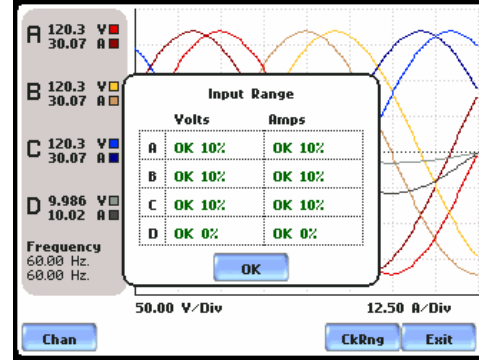 A 120.3 V
30.07 A
B 120.3 V
30.07 A
C 120.3 V
30.07 A
D 9.986 V
10.02 A
Frequency
60.00 Hz.
60.00 Hz.
Input Range
Volts Amps
A OK 10% OK 10%
B OK 10% OK 10%
C OK 10% OK 10%
D OK 0% OK 0%
OK
50.00 V/Div 12.50 A/Div
Chan CkRng Exit